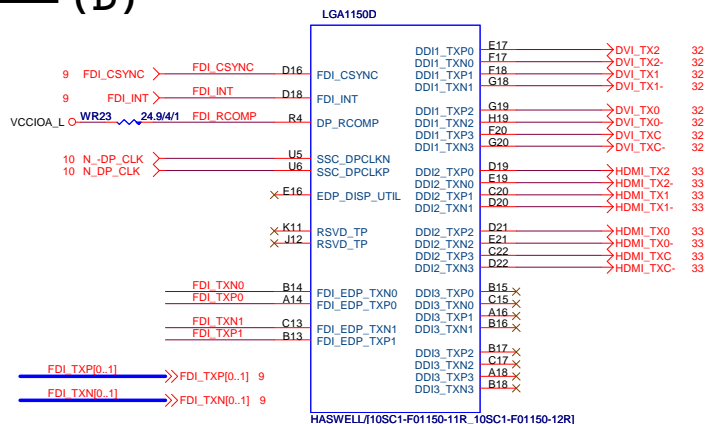 (D)
LGA1150D
9 FDI_CSYNC FDI_CSYNC D16 FDI_CSYNC
9 FDI_INT FDI_INT D18 FDI_INT
VCCIOA_L WR23 24.9/4/1 FDI_RCOMP R4 DP_RCOMP
10 N_-DP_CLK U5 SSC_DPCLKN
10 N_DP_CLK U6 SSC_DPCLKP
E16 EDP_DISP_UTIL
K11 RSVD_TP
J12 RSVD_TP
FDI_TXN0 B14 FDI_EDP_TXN0
FDI_TXP0 A14 FDI_EDP_TXP0
FDI_TXN1 C13 FDI_EDP_TXN1
FDI_TXP1 B13 FDI_EDP_TXP1
FDI_TXP[0..1] FDI_TXP[0..1] 9
FDI_TXN[0..1] FDI_TXN[0..1] 9
DDI1_TXP0 E17 DVI_TX2 32
DDI1_TXN0 F17 DVI_TX2- 32
DDI1_TXP1 F18 DVI_TX1 32
DDI1_TXN1 G18 DVI_TX1- 32
DDI1_TXP2 G19 DVI_TX0 32
DDI1_TXN2 H19 DVI_TX0- 32
DDI1_TXP3 F20 DVI_TXC 32
DDI1_TXN3 G20 DVI_TXC- 32
DDI2_TXP0 D19 HDMI_TX2 33
DDI2_TXN0 E19 HDMI_TX2- 33
DDI2_TXP1 C20 HDMI_TX1 33
DDI2_TXN1 D20 HDMI_TX1- 33
DDI2_TXP2 D21 HDMI_TX0 33
DDI2_TXN2 E21 HDMI_TX0- 33
DDI2_TXP3 C22 HDMI_TXC 33
DDI2_TXN3 D22 HDMI_TXC- 33
DDI3_TXP0 B15
DDI3_TXN0 C15
DDI3_TXP1 A16
DDI3_TXN1 B16
DDI3_TXP2 B17
DDI3_TXN2 C17
DDI3_TXP3 A18
DDI3_TXN3 B18
HASWELL/[10SC1-F01150-11R_10SC1-F01150-12R]